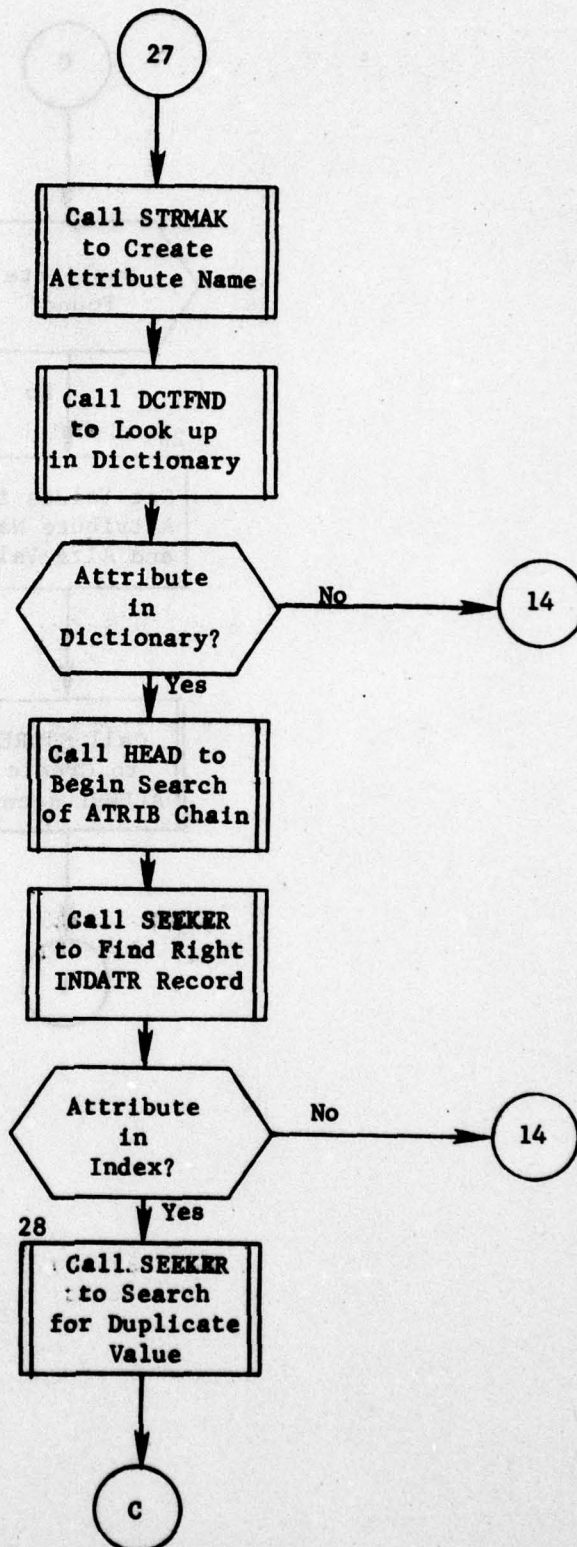 27
Call STRMAK
to Create
Attribute Name
Call DCTFND
to Look up
in Dictionary
Attribute
in
Dictionary?
No
14
Yes
Call HEAD to
Begin Search
of ATRIB Chain
Call SEEKER
to Find Right
INDATR Record
Attribute
in
Index?
No
14
Yes
28
Call SEEKER
to Search
for Duplicate
Value
C